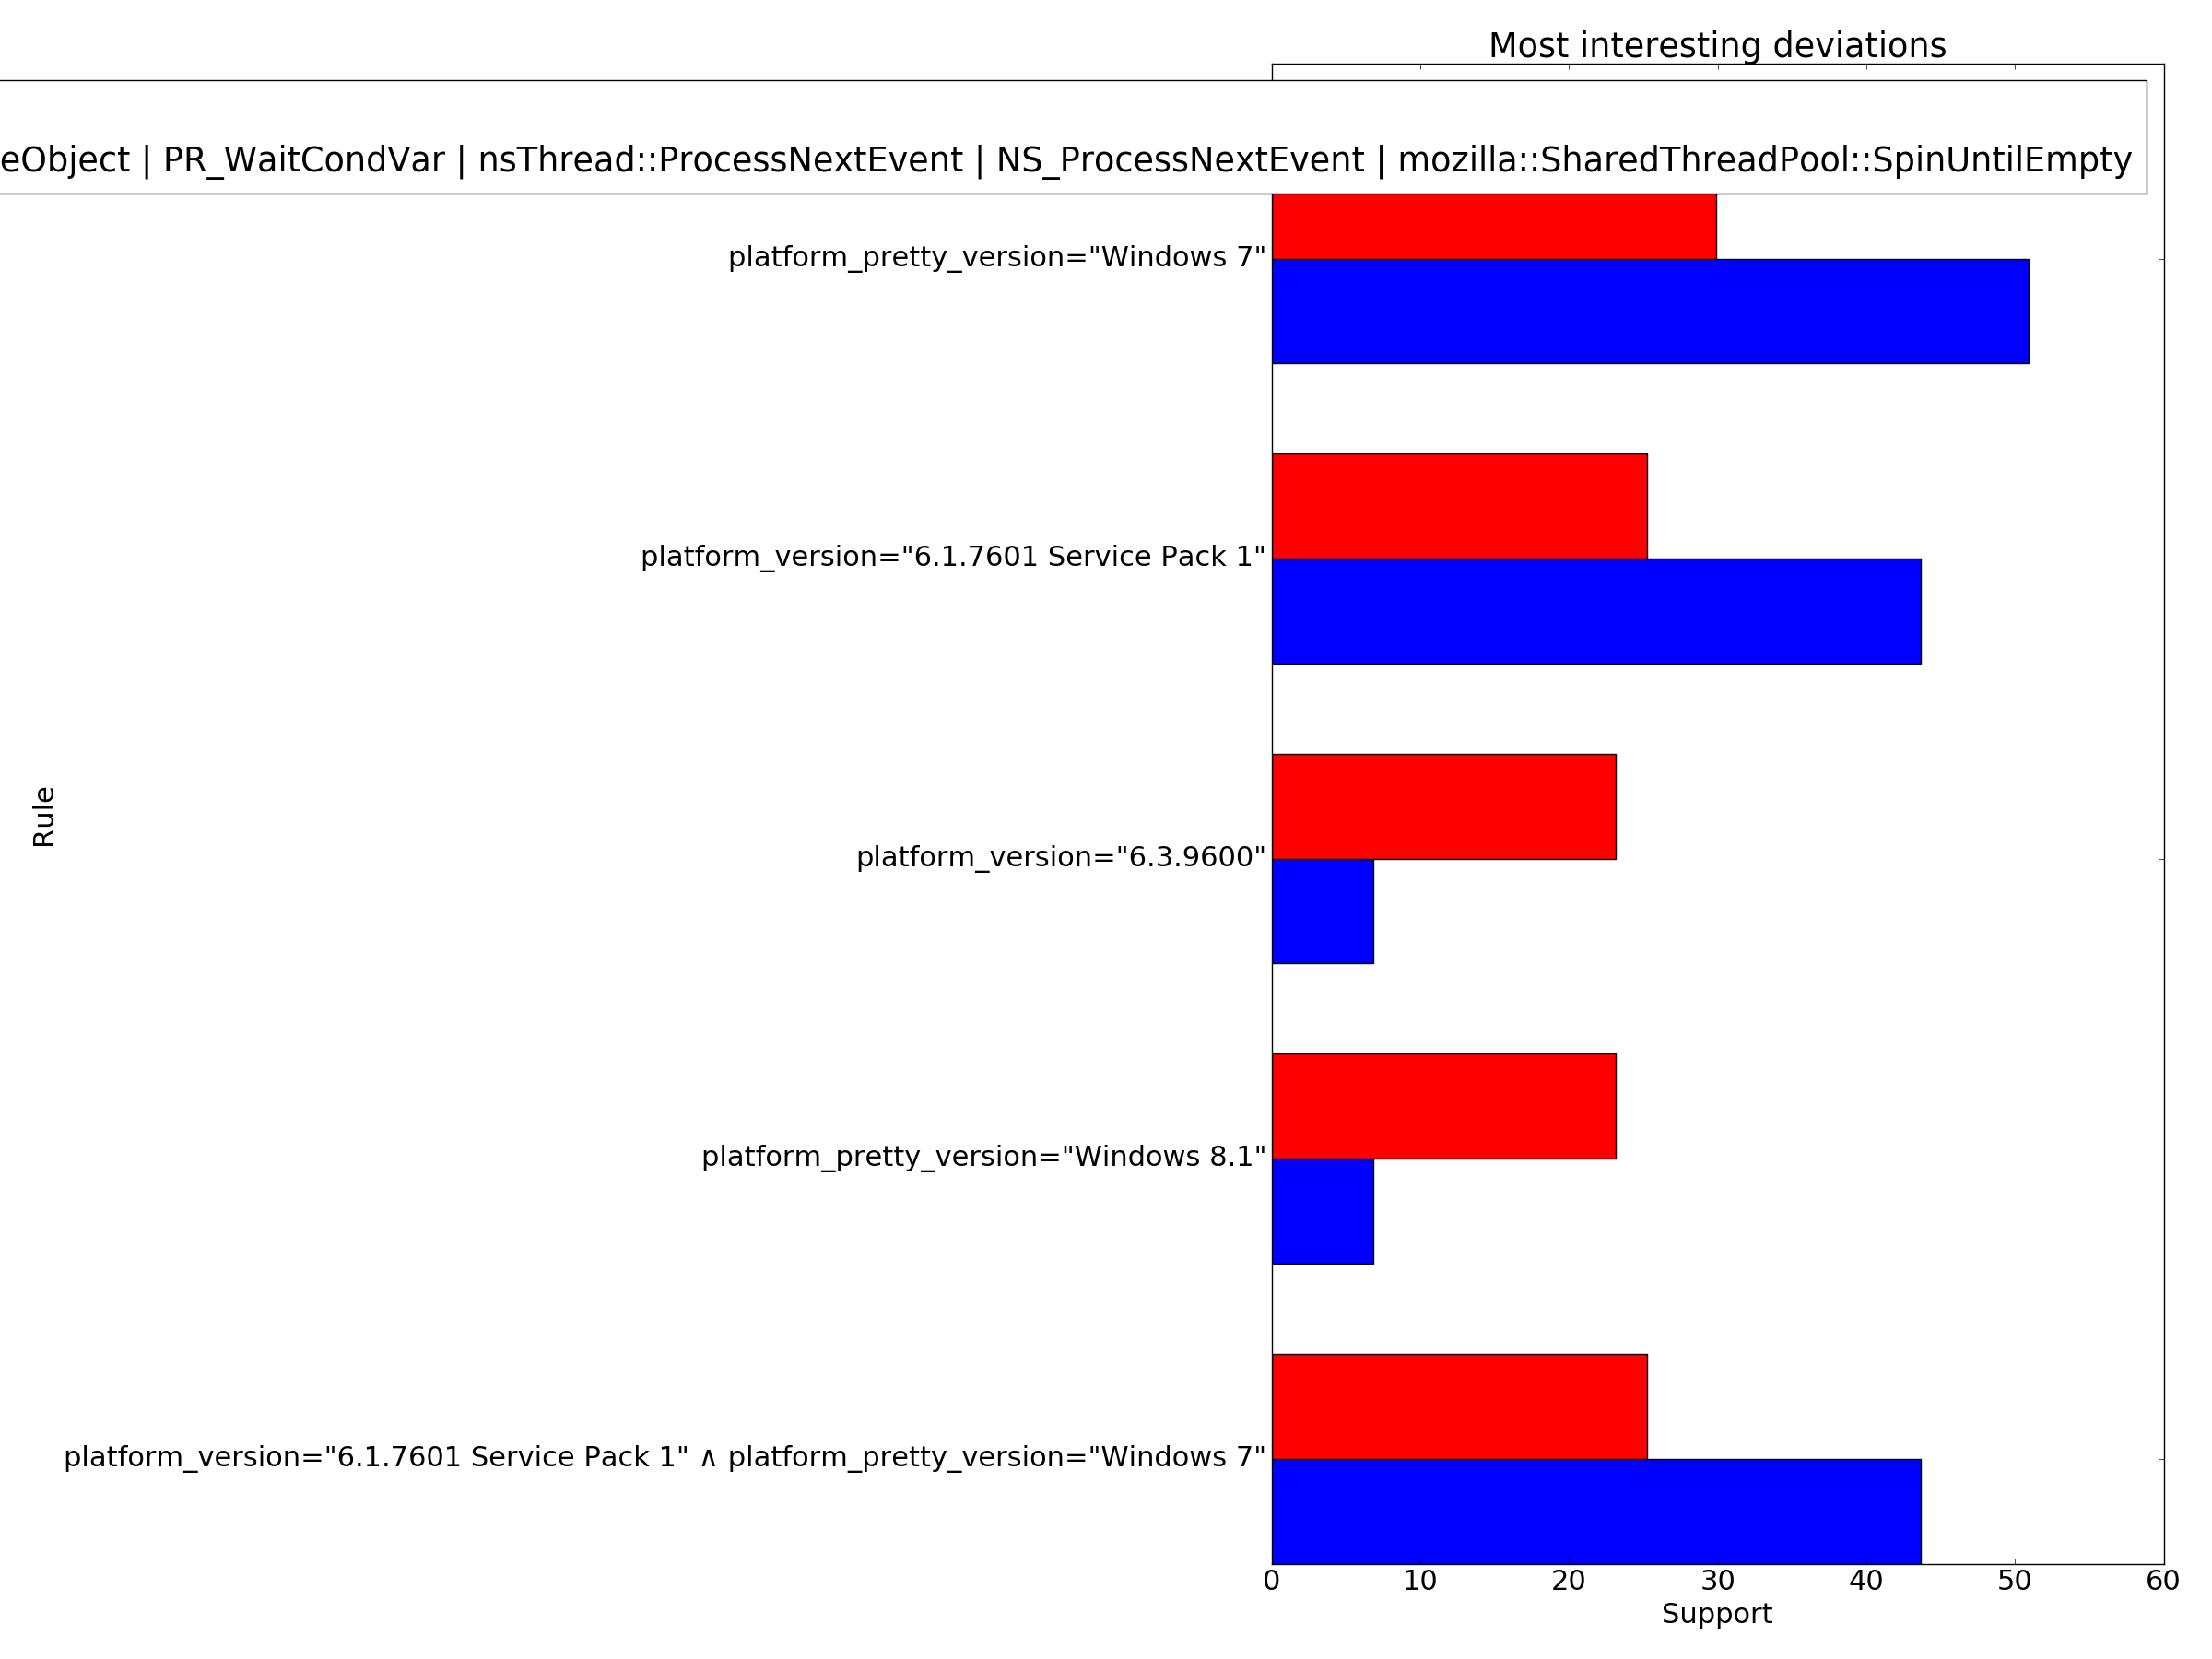 Most interesting deviations
eObject | PR_WaitCondVar | nsThread::ProcessNextEvent | NS_ProcessNextEvent | mozilla::SharedThreadPool::SpinUntilEmpty
platform_pretty_version="Windows 7"
platform_version="6.1.7601 Service Pack 1"
Rule
platform_version="6.3.9600"
platform_pretty_version="Windows 8.1"
platform_version="6.1.7601 Service Pack 1" ∧ platform_pretty_version="Windows 7"
0 10 20 30 40 50 60
Support